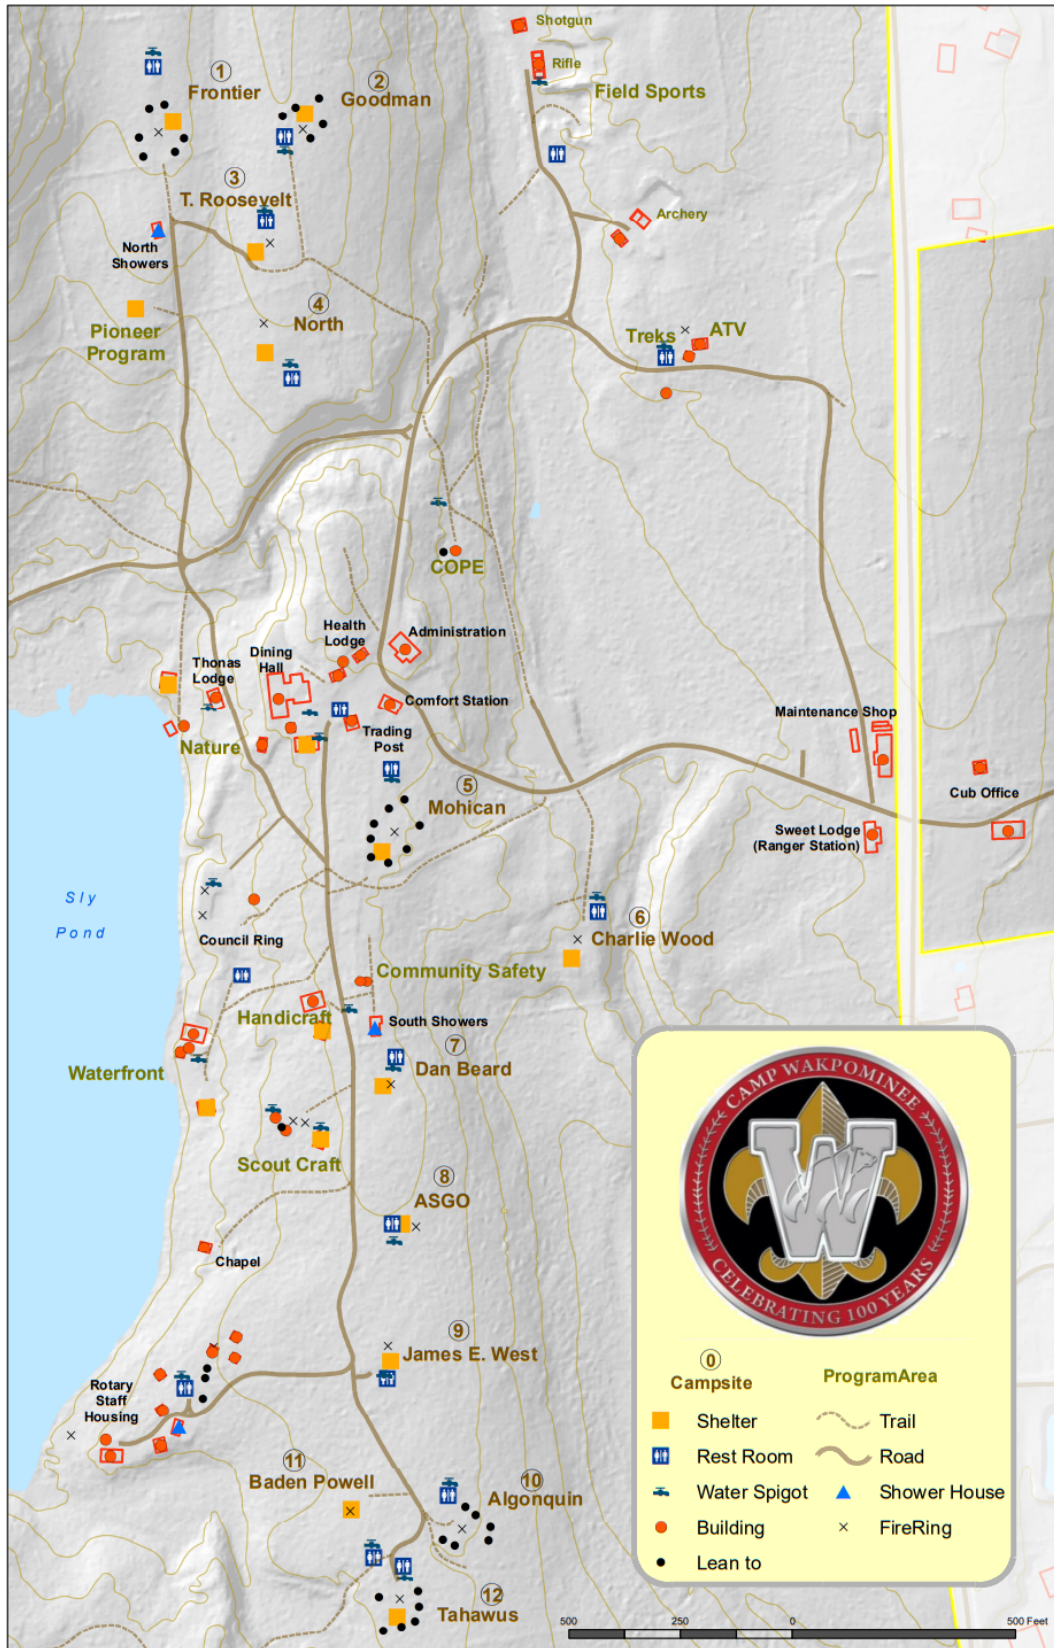 Shotgun
Rifle
Field Sports
1
Frontier
2
Goodman
3
T. Roosevelt
Archery
North
Showers
4
North
Pioneer
Program
Treks
ATV
COPE
Health
Lodge
Administration
Thonas
Lodge
Dining
Hall
Comfort Station
Nature
Trading
Post
Maintenance Shop
5
Mohican
Cub Office
Sweet Lodge
(Ranger Station)
Sly
Pond
6
Charlie Wood
Council Ring
Community Safety
Handicraft
South Showers
Waterfront
7
Dan Beard
Scout Craft
8
ASGO
Chapel
9
James E. West
Rotary
Staff
Housing
11
Baden Powell
10
Algonquin
12
Tahawus
CAMP WAKPOMINEE
W
CELEBRATING 100 YEARS
0
Campsite
ProgramArea
Shelter
Trail
Rest Room
Road
Water Spigot
Shower House
Building
FireRing
Lean to
500 250 0 500 Feet